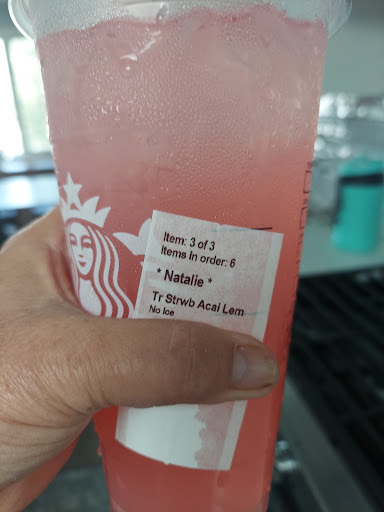 Item: 3 of 3
Items in order: 6
* Natalie *
Tr Strwb Acai Lem
No Ice